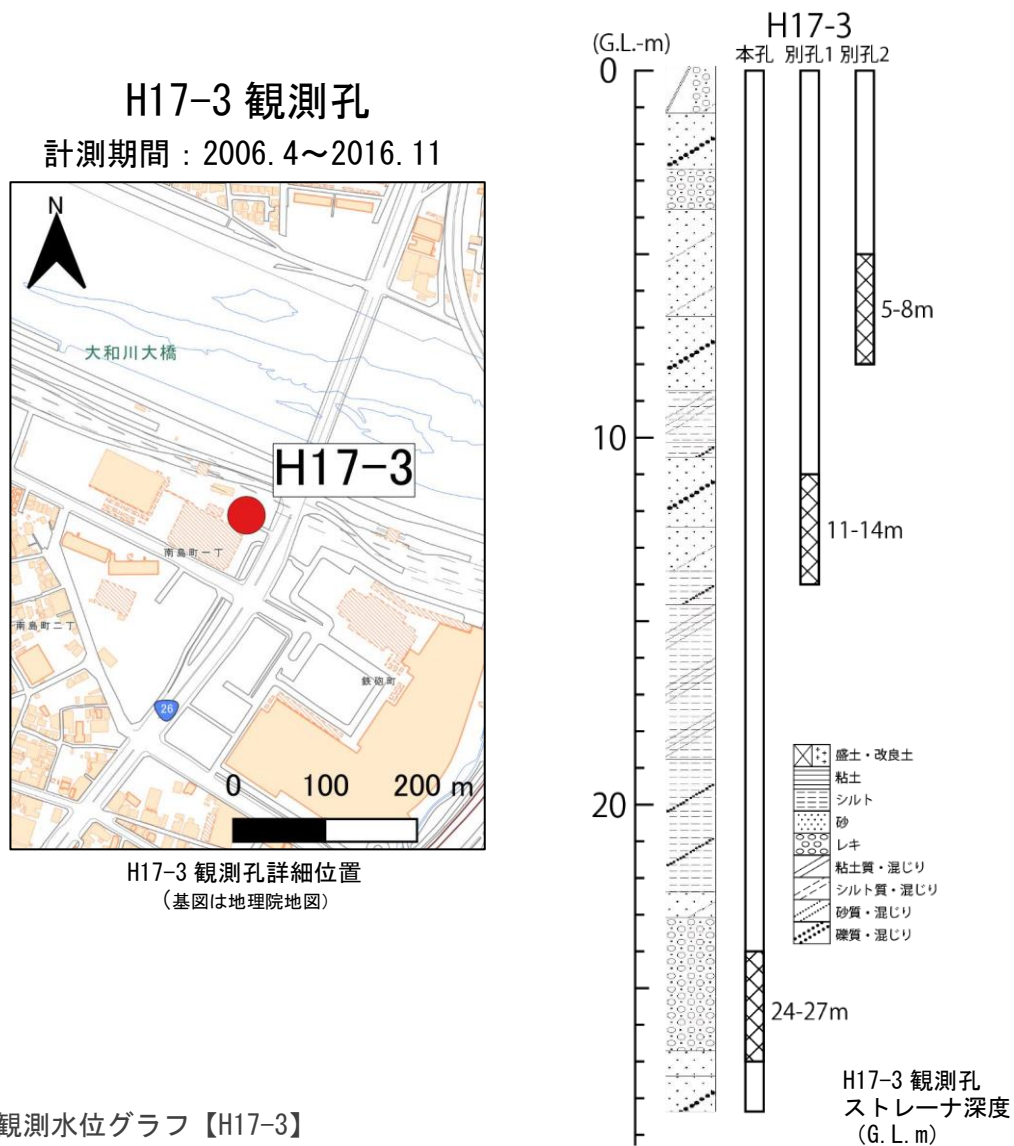 H17-3 観測孔
計測期間：2006.4～2016.11
N
大和川大橋
H17-3
南島町一丁
南島町二丁
鉄砲町
26
0 100 200 m
H17-3 観測孔詳細位置
（基図は地理院地図）
H17-3
(G.L.-m)
本孔 別孔1 別孔2
0
5-8m
10
11-14m
盛土・改良土
粘土
シルト
砂
レキ
粘土質・混じり
シルト質・混じり
砂質・混じり
礫質・混じり
20
24-27m
H17-3 観測孔
ストレーナ深度
（G.L.m）
観測水位グラフ【H17-3】